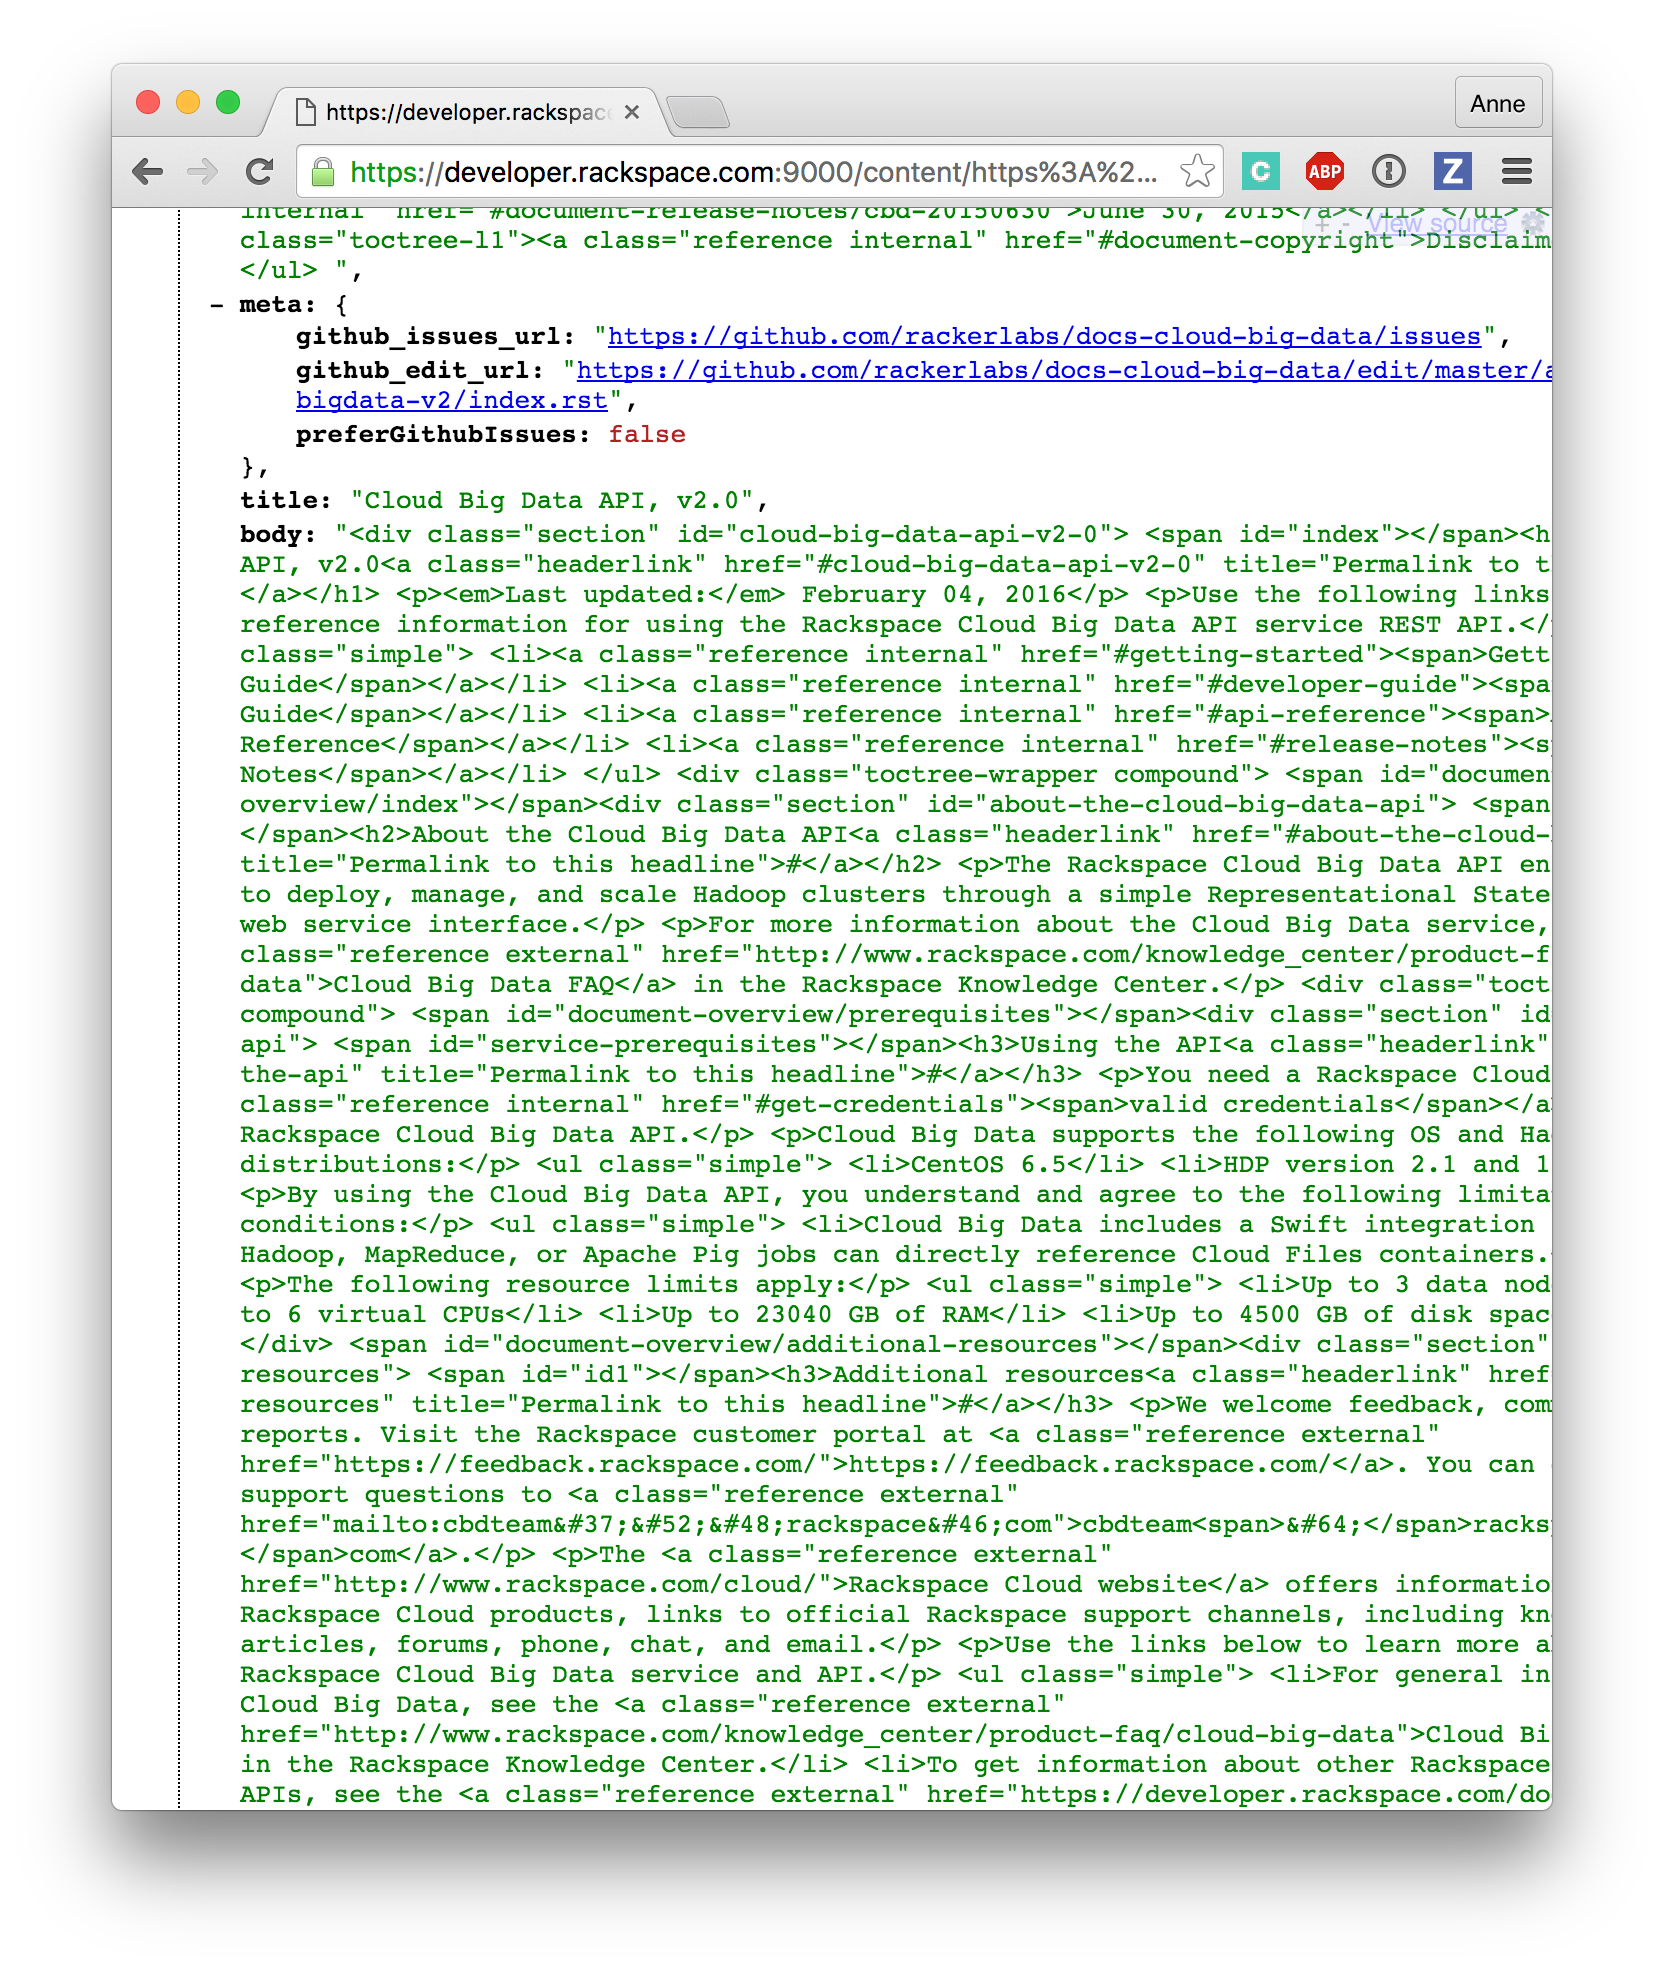 https://developer.rackspac
Anne
https://developer.rackspace.com:9000/content/https%3A%2...
C
ABP
Z
internal" href="#document-release-notes/cbd-20150630">June 30, 2015</a></li> </ul> <
+ - View source
class="toctree-l1"><a class="reference internal" href="#document-copyright">Disclaim
</ul> ",
- meta: {
github_issues_url: "https://github.com/rackerlabs/docs-cloud-big-data/issues",
github_edit_url: "https://github.com/rackerlabs/docs-cloud-big-data/edit/master/a
bigdata-v2/index.rst",
preferGithubIssues: false
},
title: "Cloud Big Data API, v2.0",
body: "<div class="section" id="cloud-big-data-api-v2-0"> <span id="index"></span><h
API, v2.0<a class="headerlink" href="#cloud-big-data-api-v2-0" title="Permalink to t
</a></h1> <p><em>Last updated:</em> February 04, 2016</p> <p>Use the following links
reference information for using the Rackspace Cloud Big Data API service REST API.</
class="simple"> <li><a class="reference internal" href="#getting-started"><span>Gett
Guide</span></a></li> <li><a class="reference internal" href="#developer-guide"><spa
Guide</span></a></li> <li><a class="reference internal" href="#api-reference"><span>
Reference</span></a></li> <li><a class="reference internal" href="#release-notes"><s
Notes</span></a></li> </ul> <div class="toctree-wrapper compound"> <span id="documen
overview/index"></span><div class="section" id="about-the-cloud-big-data-api"> <span
</span><h2>About the Cloud Big Data API<a class="headerlink" href="#about-the-cloud-
title="Permalink to this headline">#</a></h2> <p>The Rackspace Cloud Big Data API en
to deploy, manage, and scale Hadoop clusters through a simple Representational State
web service interface.</p> <p>For more information about the Cloud Big Data service,
class="reference external" href="http://www.rackspace.com/knowledge_center/product-f
data">Cloud Big Data FAQ</a> in the Rackspace Knowledge Center.</p> <div class="toct
compound"> <span id="document-overview/prerequisites"></span><div class="section" id
api"> <span id="service-prerequisites"></span><h3>Using the API<a class="headerlink"
the-api" title="Permalink to this headline">#</a></h3> <p>You need a Rackspace Cloud
class="reference internal" href="#get-credentials"><span>valid credentials</span></a
Rackspace Cloud Big Data API.</p> <p>Cloud Big Data supports the following OS and Ha
distributions:</p> <ul class="simple"> <li>CentOS 6.5</li> <li>HDP version 2.1 and 1
<p>By using the Cloud Big Data API, you understand and agree to the following limita
conditions:</p> <ul class="simple"> <li>Cloud Big Data includes a Swift integration
Hadoop, MapReduce, or Apache Pig jobs can directly reference Cloud Files containers.
<p>The following resource limits apply:</p> <ul class="simple"> <li>Up to 3 data nod
to 6 virtual CPUs</li> <li>Up to 23040 GB of RAM</li> <li>Up to 4500 GB of disk spac
</div> <span id="document-overview/additional-resources"></span><div class="section"
resources"> <span id="id1"></span><h3>Additional resources<a class="headerlink" href
resources" title="Permalink to this headline">#</a></h3> <p>We welcome feedback, com
reports. Visit the Rackspace customer portal at <a class="reference external"
href="https://feedback.rackspace.com/">https://feedback.rackspace.com/</a>. You can
support questions to <a class="reference external"
href="mailto:cbdteam&#37;&#52;&#48;rackspace&#46;com">cbdteam<span>&#64;</span>racks
</span>com</a>.</p> <p>The <a class="reference external"
href="http://www.rackspace.com/cloud/">Rackspace Cloud website</a> offers informatio
Rackspace Cloud products, links to official Rackspace support channels, including kn
articles, forums, phone, chat, and email.</p> <p>Use the links below to learn more a
Rackspace Cloud Big Data service and API.</p> <ul class="simple"> <li>For general in
Cloud Big Data, see the <a class="reference external"
href="http://www.rackspace.com/knowledge_center/product-faq/cloud-big-data">Cloud Bi
in the Rackspace Knowledge Center.</li> <li>To get information about other Rackspace
APIs, see the <a class="reference external" href="https://developer.rackspace.com/do